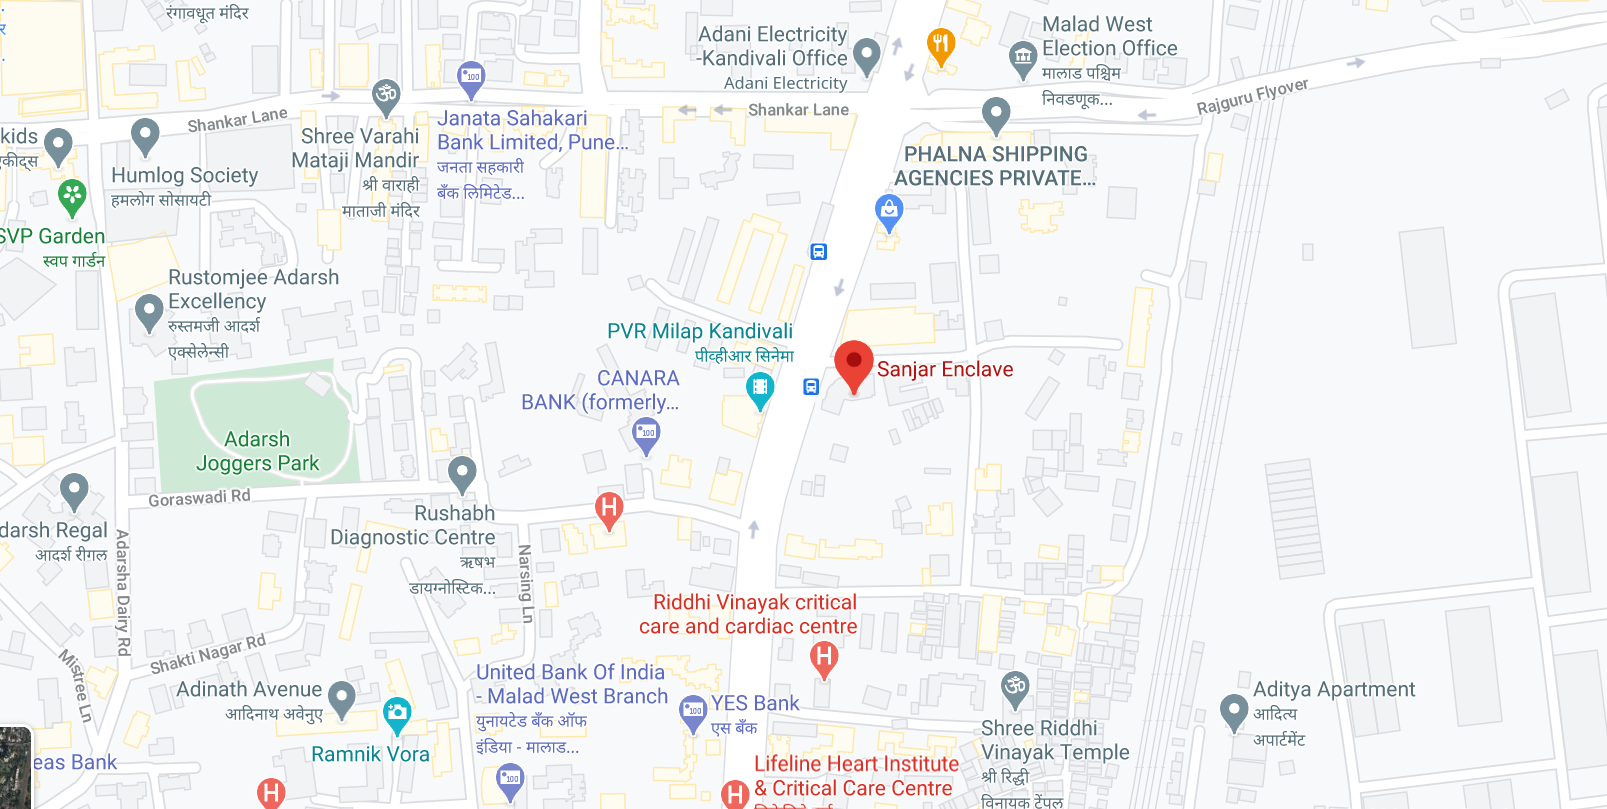 रंगावधूत मंदिर
Adani Electricity
-Kandivali Office
Adani Electricity
Malad West
Election Office
मालाड पश्चिम
निवडणूक...
Rajguru Flyover
Shankar Lane
Shankar Lane
kids
एकीद्स
Humlog Society
हमलोग सोसायटी
Shree Varahi
Mataji Mandir
श्री वाराही
माताजी मंदिर
Janata Sahakari
Bank Limited, Pune...
जनता सहकारी
बँक लिमिटेड...
PHALNA SHIPPING
AGENCIES PRIVATE...
SVP Garden
स्वप गार्डन
Rustomjee Adarsh
Excellency
रुस्तमजी आदर्श
एक्सेलेन्सी
PVR Milap Kandivali
पीव्हीआर सिनेमा
CANARA
BANK (formerly...
Sanjar Enclave
Adarsh
Joggers Park
Goraswadi Rd
darsh Regal
आदर्श रीगल
Adarsha Dairy Rd
Rushabh
Diagnostic Centre
ऋषभ
डायग्नोस्टिक...
Narsing Ln
Riddhi Vinayak critical
care and cardiac centre
Shakti Nagar Rd
Mistree Ln
Adinath Avenue
आदिनाथ अवेनुए
Ramnik Vora
United Bank Of India
- Malad West Branch
युनायटेड बँक ऑफ
इंडिया - मालाड...
YES Bank
एस बँक
Shree Riddhi
Vinayak Temple
श्री रिद्धी
विनायक टेंपल
Aditya Apartment
आदित्य
अपार्टमेंट
eas Bank
Lifeline Heart Institute
& Critical Care Centre